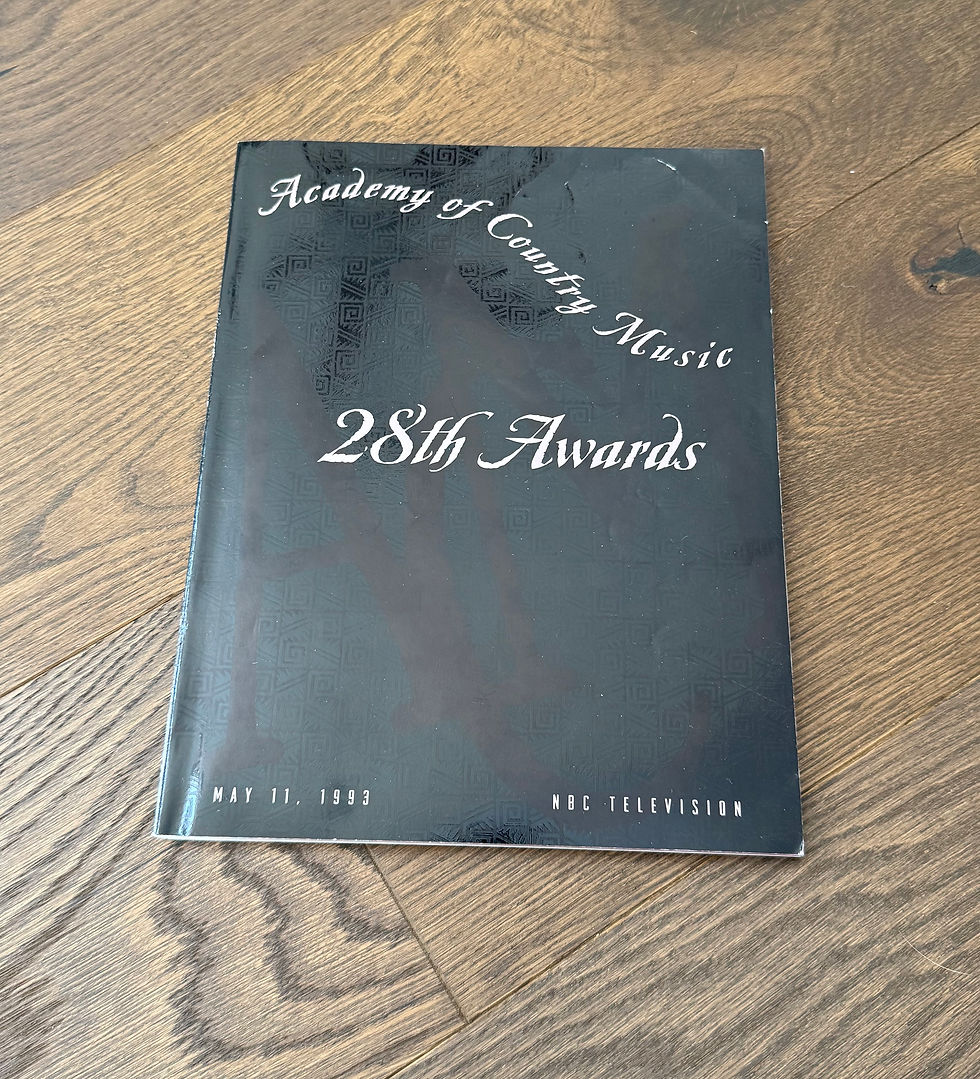 Academy of Country Music
28th Awards
MAY 11, 1993
NBC TELEVISION